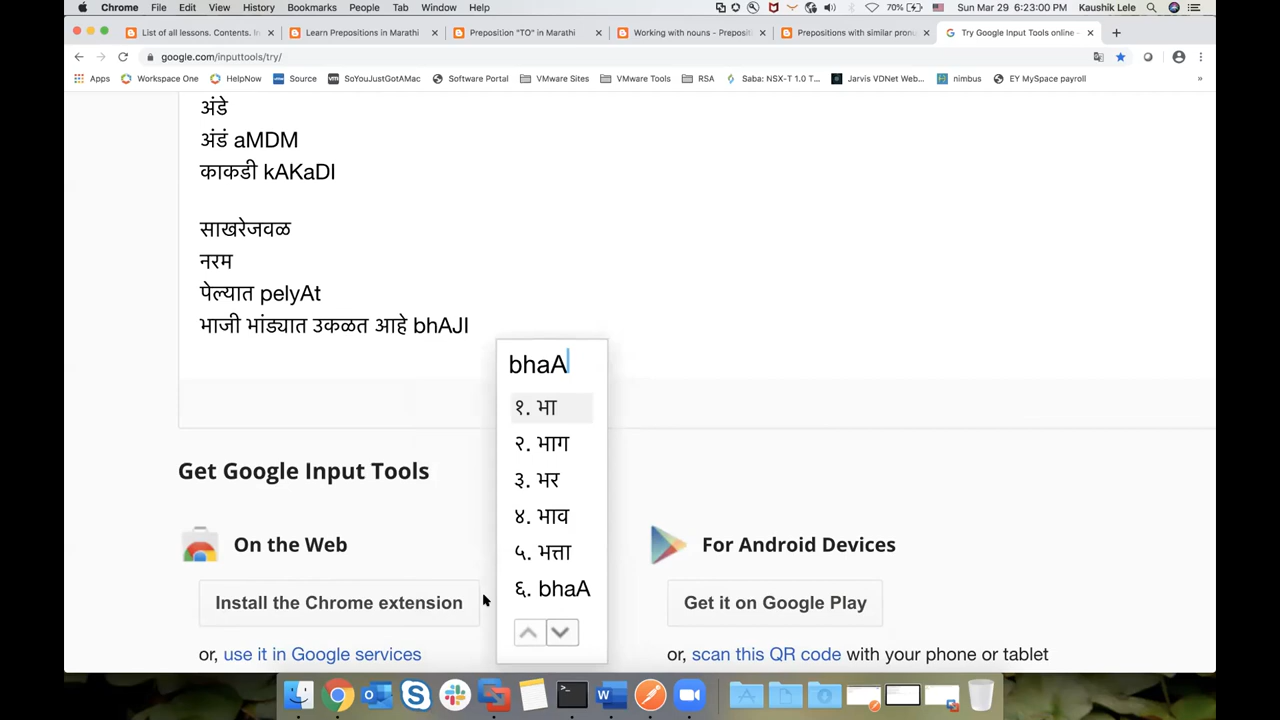 Chrome File Edit View History Bookmarks People Tab Window Help 70% Sun Mar 29 6:23:00 PM Kaushik Lele
List of all lessons. Contents. In Learn Prepositions in Marathi Preposition "TO" in Marathi Working with nouns - Preposit Prepositions with similar pronu Try Google Input Tools online -
google.com/inputtools/try/
Apps Workspace One HelpNow Source SoYouJustGotAMac Software Portal VMware Sites VMware Tools RSA Saba: NSX-T 1.0 T... Jarvis VDNet Web... nimbus EY MySpace payroll
अंडे
अंडं aMDM
काकडी kAKaDI
साखरेजवळ
नरम
पेल्यात pelyAt
भाजी भांड्यात उकळत आहे bhAJI
bhaA
१. भा
२. भाग
३. भर
४. भाव
५. भत्ता
६. bhaA
Get Google Input Tools
On the Web
For Android Devices
Install the Chrome extension
Get it on Google Play
or, use it in Google services
or, scan this QR code with your phone or tablet